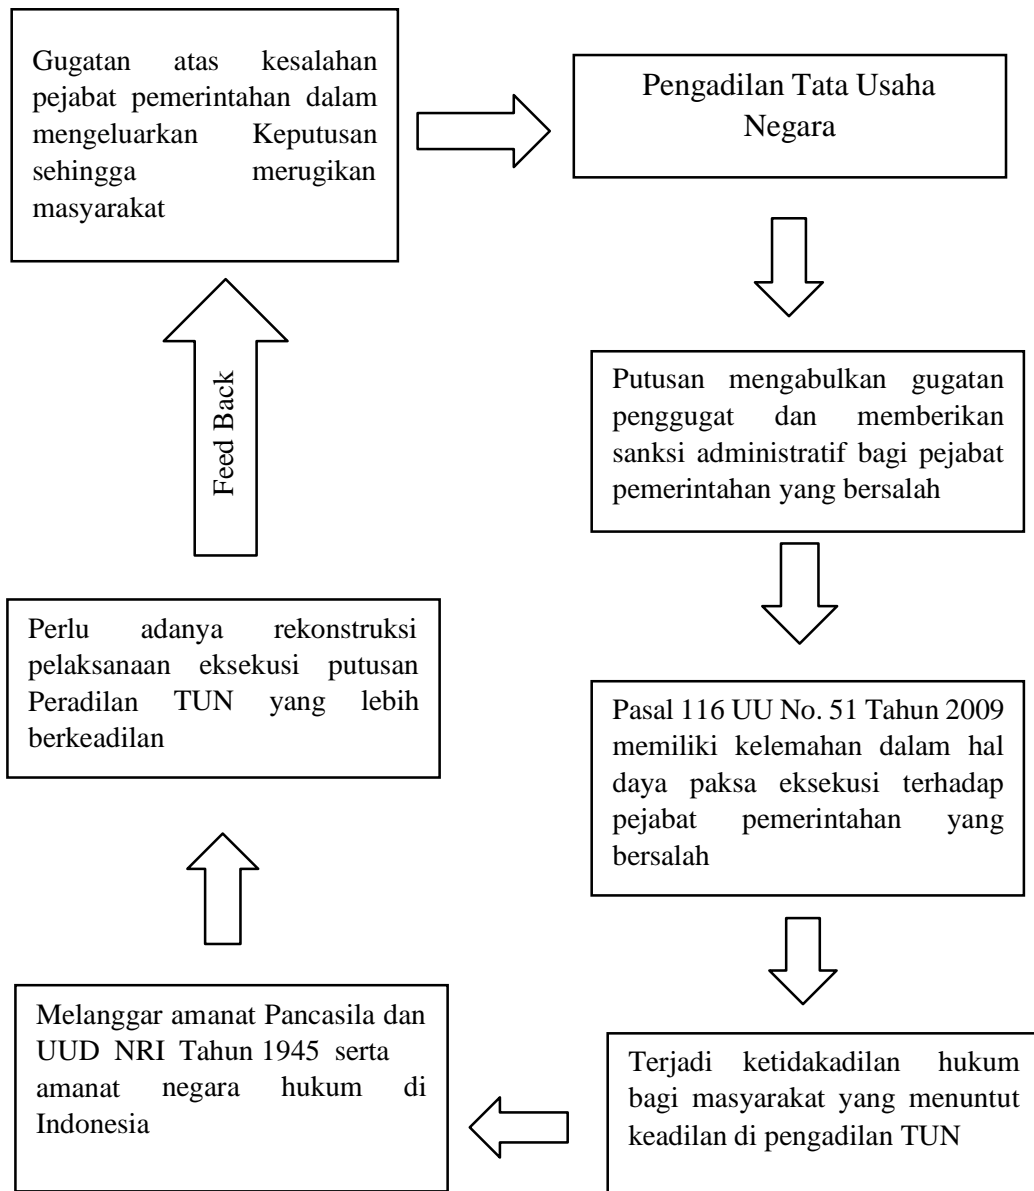 Gugatan atas kesalahan
pejabat pemerintahan dalam
mengeluarkan Keputusan
sehingga merugikan
masyarakat
Pengadilan Tata Usaha
Negara
Putusan mengabulkan gugatan
penggugat dan memberikan
sanksi administratif bagi pejabat
pemerintahan yang bersalah
Pasal 116 UU No. 51 Tahun 2009
memiliki kelemahan dalam hal
daya paksa eksekusi terhadap
pejabat pemerintahan yang
bersalah
Terjadi ketidakadilan hukum
bagi masyarakat yang menuntut
keadilan di pengadilan TUN
Melanggar amanat Pancasila dan
UUD NRI Tahun 1945 serta
amanat negara hukum di
Indonesia
Perlu adanya rekonstruksi
pelaksanaan eksekusi putusan
Peradilan TUN yang lebih
berkeadilan
Feed Back